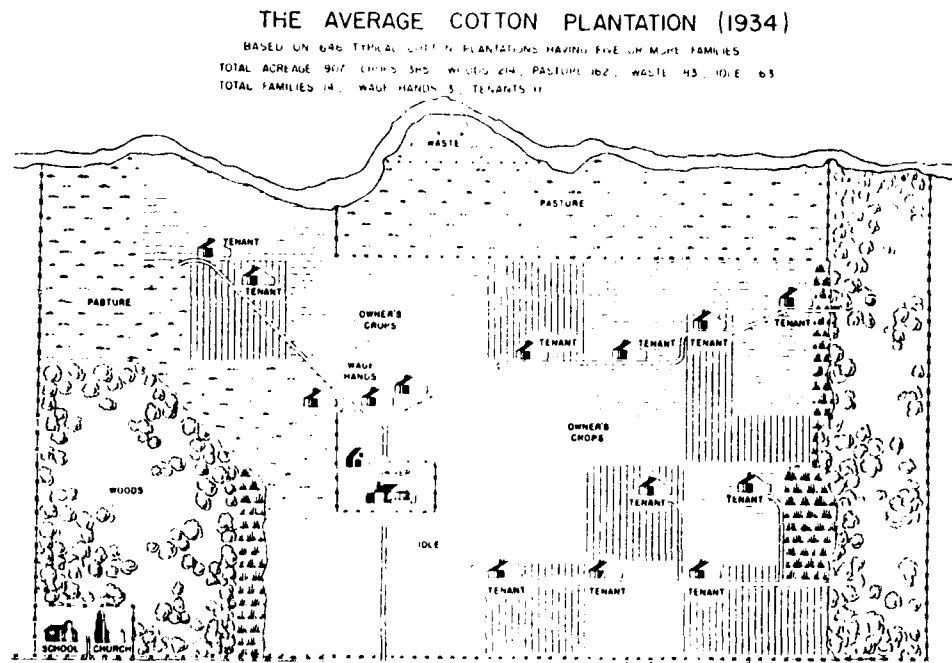 THE AVERAGE COTTON PLANTATION (1934)
BASED ON 646 TYPICAL COTTON PLANTATIONS HAVING FIVE OR MORE FAMILIES
TOTAL ACREAGE 907, CROPS 385, WOODS 214, PASTURE 162, WASTE 83, IDLE 63
TOTAL FAMILIES 14, WAGE HANDS 3, TENANTS 11
WASTE
PASTURE
TENANT
TENANT
PASTURE
OWNER'S
CROPS
TENANT
TENANT
TENANT
TENANT
WAGE
HANDS
OWNER'S
CROPS
WOODS
TENANT
TENANT
IDLE
TENANT
TENANT
TENANT
SCHOOL
CHURCH